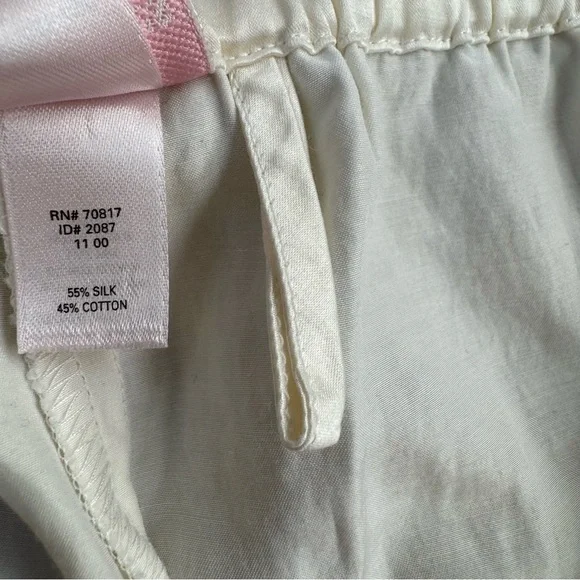 RN# 70817
ID# 2087
11 00
55% SILK
45% COTTON